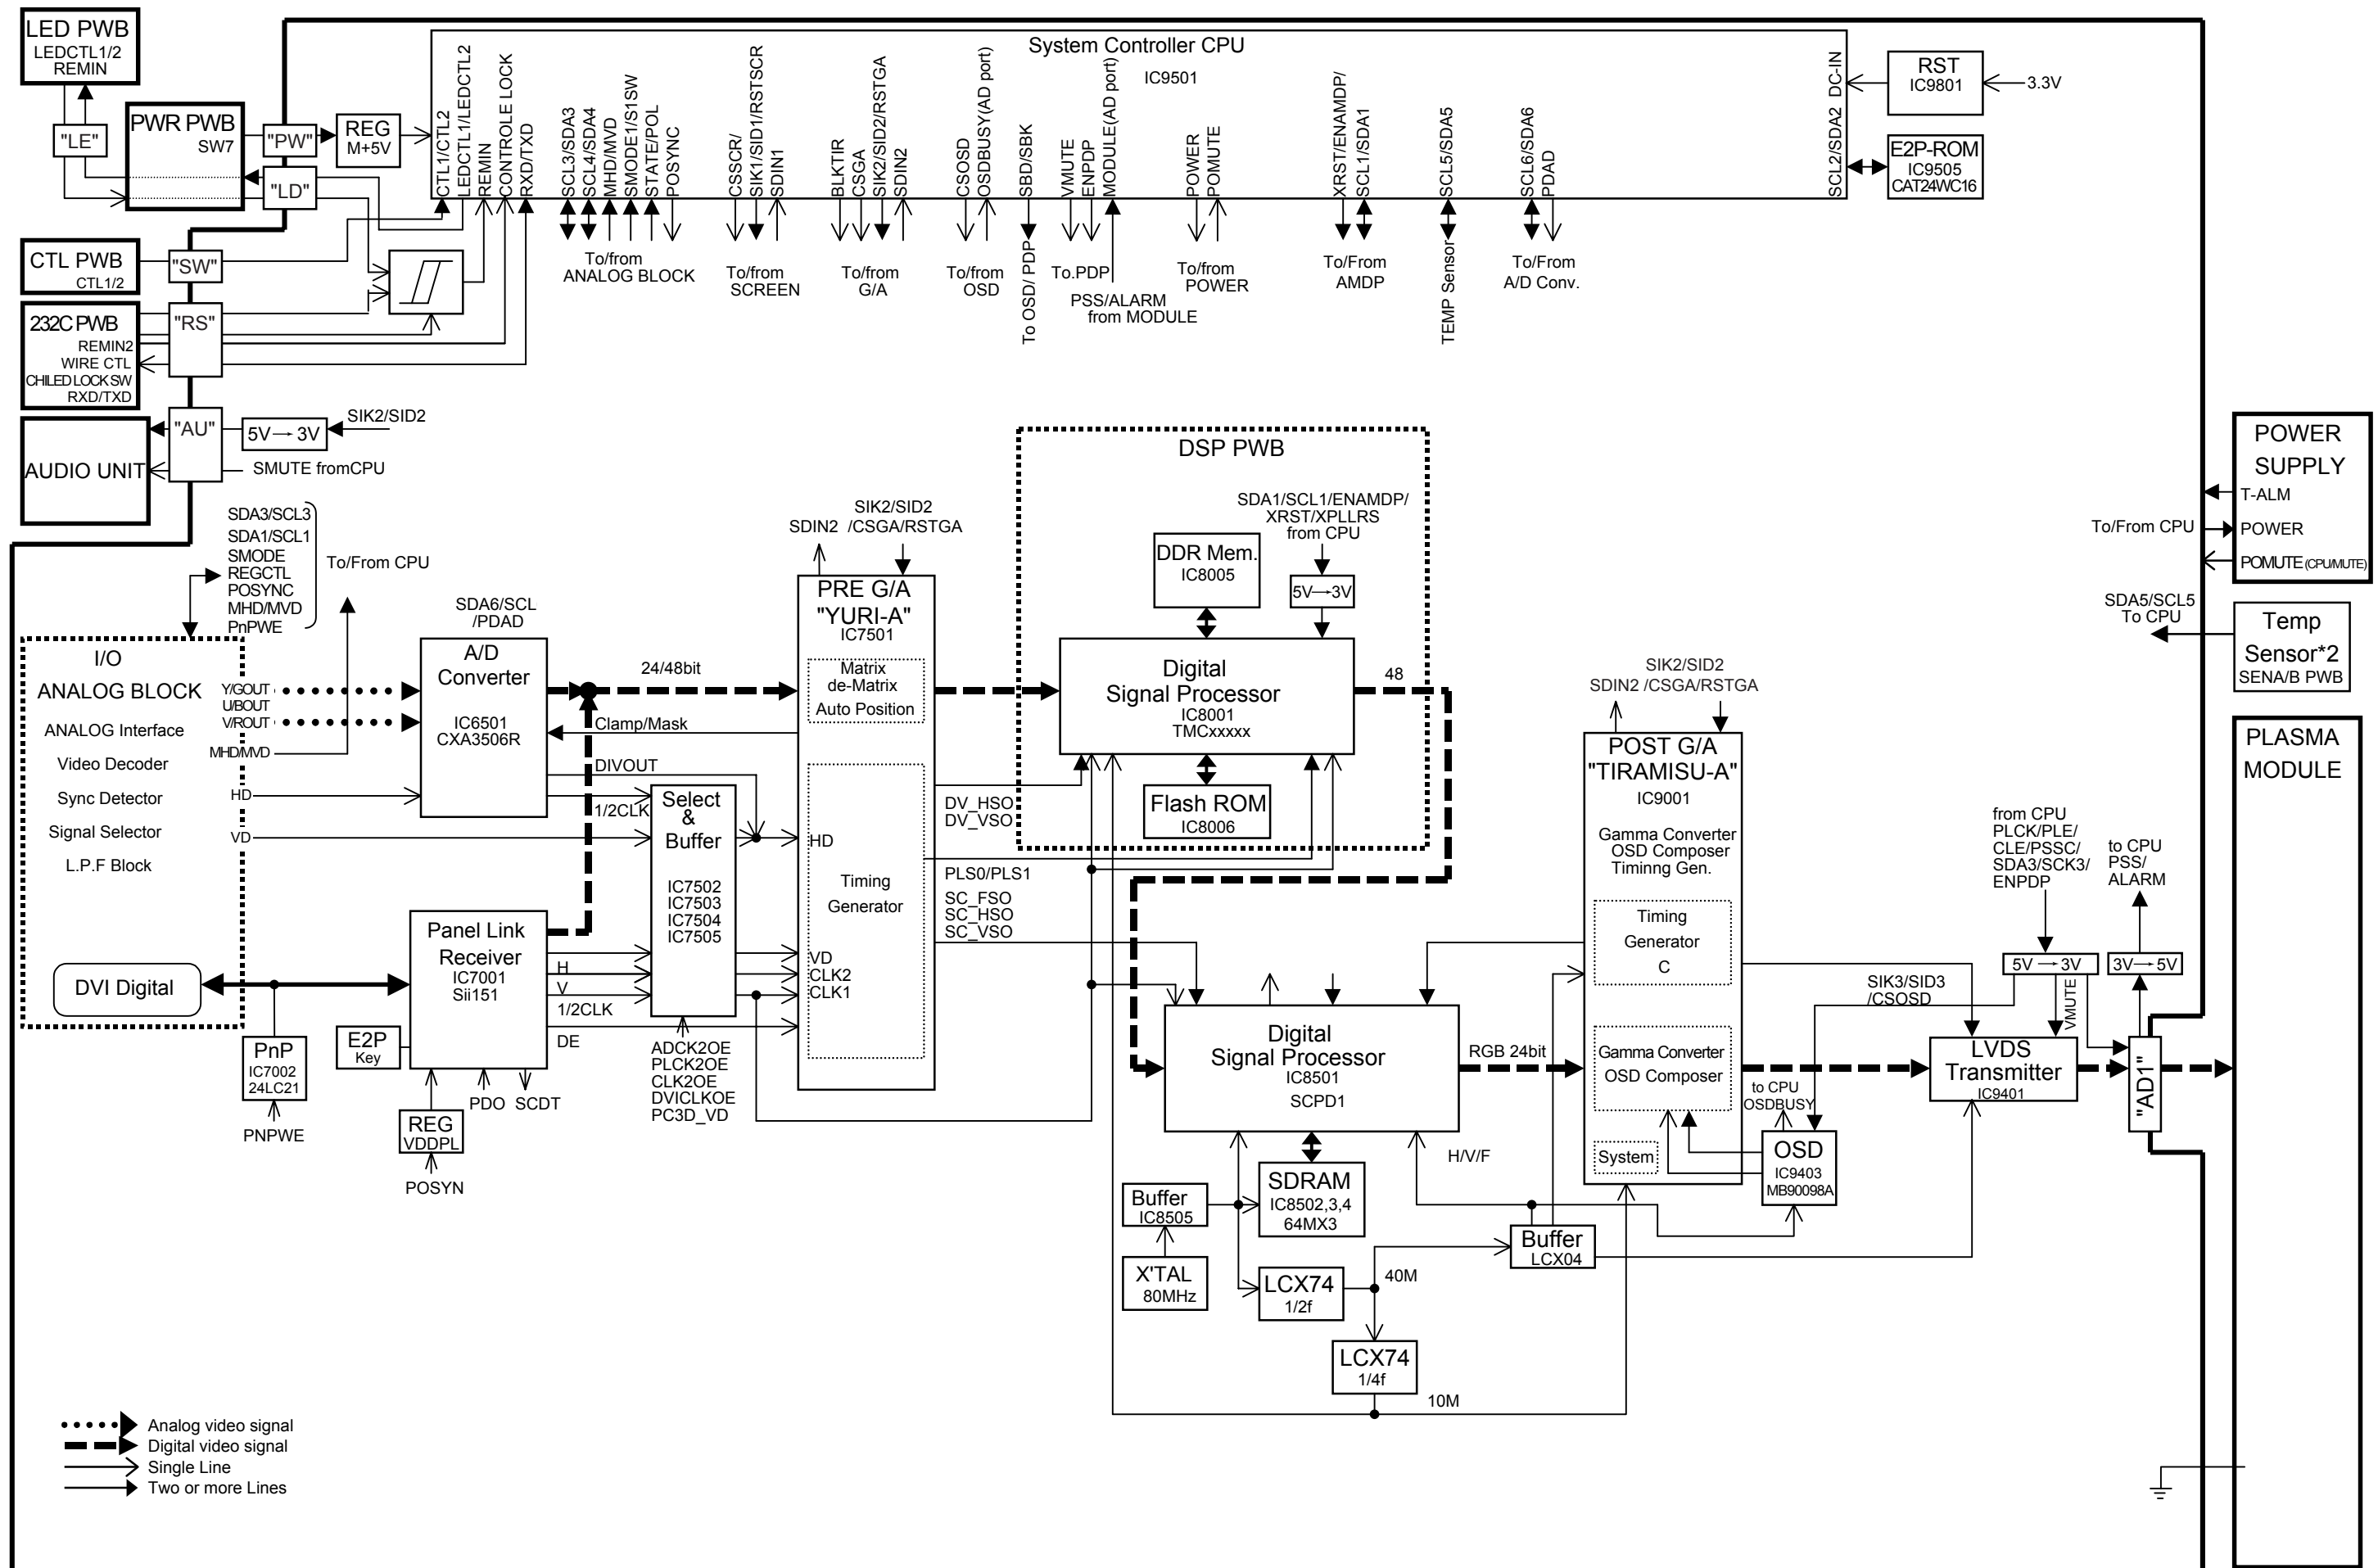 LED PWB
LEDCTL1/2
REMIN
"LE"
PWR PWB
SW7
"PW"
"LD"
REG
M+5V
System Controller CPU
IC9501
CTL1/CTL2
LEDCTL1/LEDCTL2
REMIN
CONTROLE LOCK
RXD/TXD
SCL3/SDA3
SCL4/SDA4
MHD/MVD
SMODE1/S1SW
STATE/POL
POSYNC
CSSCR/
SIK1/SID1/RSTSCR
SDIN1
BLKTIR
CSGA
SIK2/SID2/RSTGA
SDIN2
CSOSD
OSDBUSY(AD port)
SBD/SBK
VMUTE
ENPDP
MODULE(AD port)
POWER
POMUTE
XRST/ENAMDP/
SCL1/SDA1
SCL5/SDA5
SCL6/SDA6
PDAD
SCL2/SDA2
DC-IN
RST
IC9801
3.3V
E2P-ROM
IC9505
CAT24WC16
To/from
ANALOG BLOCK
To/from
SCREEN
To/from
G/A
To/from
OSD
To OSD/ PDP
To.PDP
PSS/ALARM
from MODULE
To/from
POWER
To/From
AMDP
TEMP Sensor
To/From
A/D Conv.
CTL PWB
CTL1/2
"SW"
232C PWB
REMIN2
WIRE CTL
CHILED LOCK SW
RXD/TXD
"RS"
AUDIO UNIT
"AU"
5V→3V
SIK2/SID2
SMUTE fromCPU
SDA3/SCL3
SDA1/SCL1
SMODE
REGCTL
POSYNC
MHD/MVD
PnPWE
To/From CPU
I/O
ANALOG BLOCK
ANALOG Interface
Video Decoder
Sync Detector
Signal Selector
L.P.F Block
Y/GOUT
U/BOUT
V/ROUT
MHD/MVD
HD
VD
DVI Digital
SDA6/SCL
/PDAD
A/D
Converter
IC6501
CXA3506R
24/48bit
Clamp/Mask
DIVOUT
1/2CLK
Select
&
Buffer
IC7502
IC7503
IC7504
IC7505
ADCK2OE
PLCK2OE
CLK2OE
DVICLKOE
PC3D_VD
Panel Link
Receiver
IC7001
Sii151
H
V
1/2CLK
DE
E2P
Key
PnP
IC7002
24LC21
PNPWE
REG
VDDPL
POSYN
PDO
SCDT
SIK2/SID2
SDIN2 /CSGA/RSTGA
PRE G/A
"YURI-A"
IC7501
Matrix
de-Matrix
Auto Position
HD
Timing
Generator
VD
CLK2
CLK1
DV_HSO
DV_VSO
PLS0/PLS1
SC_FSO
SC_HSO
SC_VSO
DSP PWB
DDR Mem.
IC8005
SDA1/SCL1/ENAMDP/
XRST/XPLLRS
from CPU
5V→3V
Digital
Signal Processor
IC8001
TMCxxxxx
48
Flash ROM
IC8006
Digital
Signal Processor
IC8501
SCPD1
RGB 24bit
H/V/F
SDRAM
IC8502,3,4
64MX3
Buffer
IC8505
X'TAL
80MHz
LCX74
1/2f
40M
LCX74
1/4f
10M
Buffer
LCX04
SIK2/SID2
SDIN2 /CSGA/RSTGA
POST G/A
"TIRAMISU-A"
IC9001
Gamma Converter
OSD Composer
Timinng Gen.
Timing
Generator
C
Gamma Converter
OSD Composer
System
to CPU
OSDBUSY
OSD
IC9403
MB90098A
SIK3/SID3
/CSOSD
from CPU
PLCK/PLE/
CLE/PSSC/
SDA3/SCK3/
ENPDP
to CPU
PSS/
ALARM
5V→3V
3V→5V
VMUTE
LVDS
Transmitter
IC9401
"AD1"
POWER
SUPPLY
T-ALM
POWER
POMUTE (CPU/MUTE)
To/From CPU
SDA5/SCL5
To CPU
Temp
Sensor*2
SENA/B PWB
PLASMA
MODULE
Analog video signal
Digital video signal
Single Line
Two or more Lines